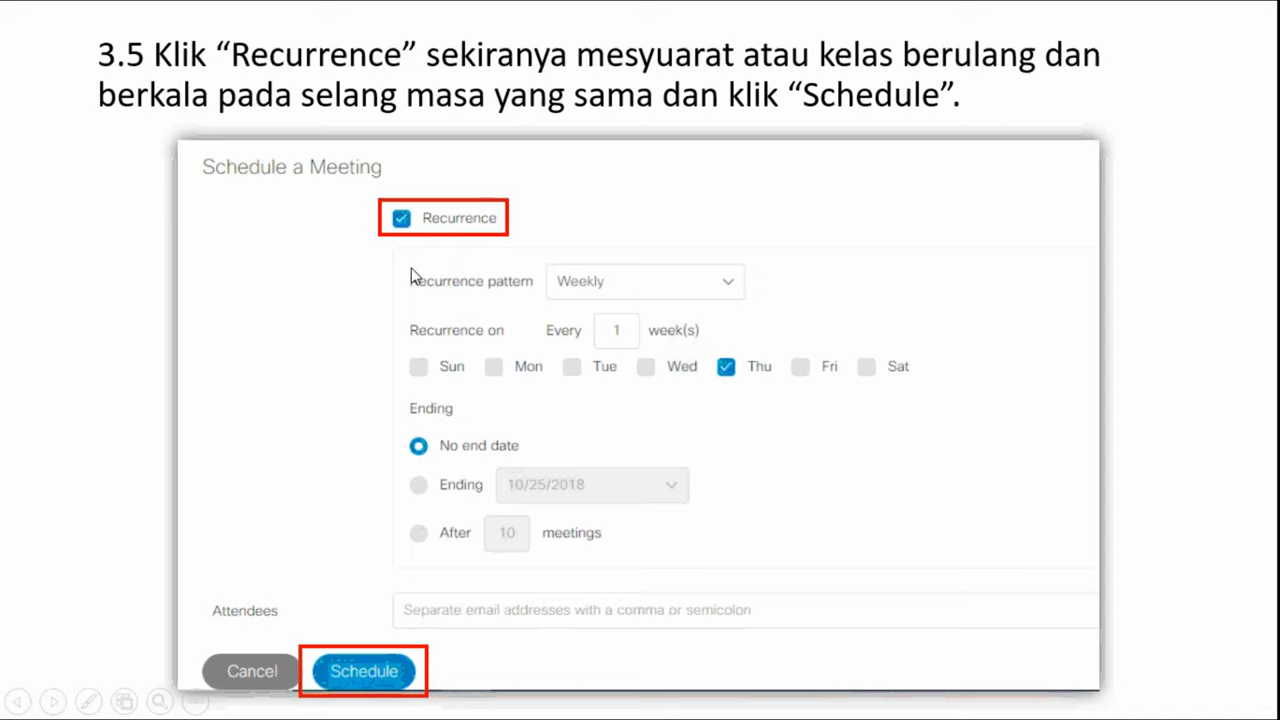 3.5 Klik “Recurrence” sekiranya mesyuarat atau kelas berulang dan
berkala pada selang masa yang sama dan klik “Schedule”.
Schedule a Meeting
Recurrence
Recurrence pattern Weekly
Recurrence on Every 1 week(s)
Sun Mon Tue Wed Thu Fri Sat
Ending
No end date
Ending 10/25/2018
After 10 meetings
Attendees Separate email addresses with a comma or semicolon
Cancel Schedule